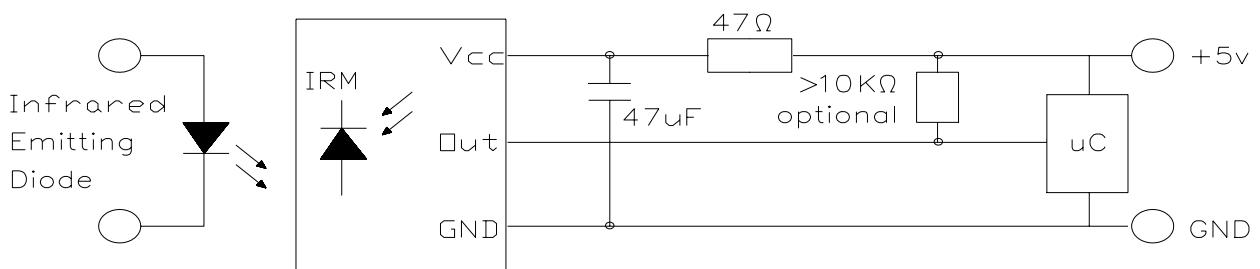 Infrared
Emitting
Diode
IRM
Vcc
Out
GND
47Ω
47uF
>10KΩ
optional
uC
+5v
GND